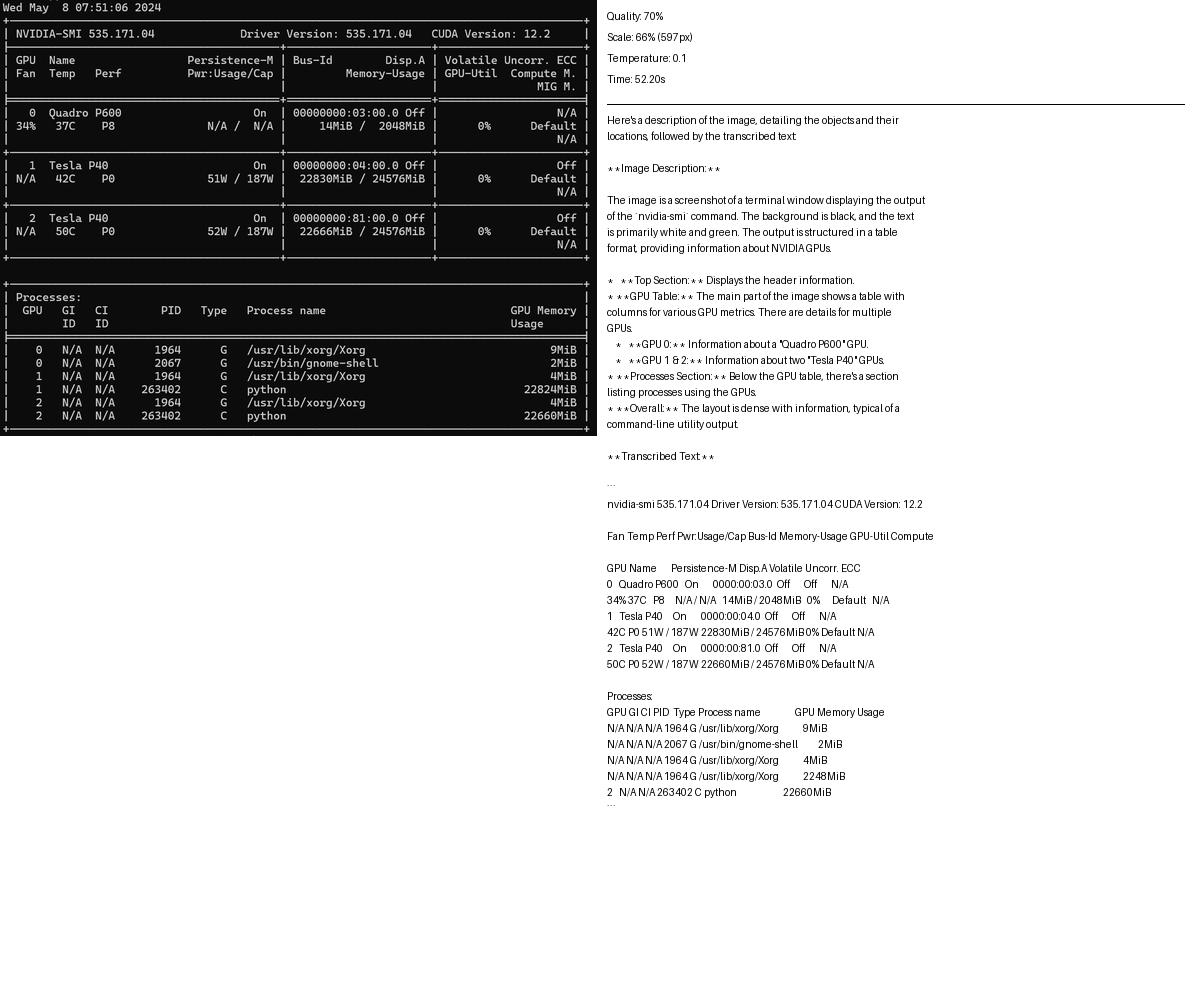 Wed May  8 07:51:06 2024
NVIDIA-SMI 535.171.04             Driver Version: 535.171.04   CUDA Version: 12.2
GPU  Name                 Persistence-M | Bus-Id        Disp.A | Volatile Uncorr. ECC
Fan  Temp   Perf          Pwr:Usage/Cap |         Memory-Usage | GPU-Util  Compute M.
MIG M.
0  Quadro P600                    On | 00000000:03:00.0 Off | N/A
34%   37C    P8              N/A /  N/A | 14MiB /  2048MiB | 0%      Default
N/A
1  Tesla P40                      On | 00000000:04:00.0 Off | Off
N/A   42C    P0              51W / 187W | 22830MiB / 24576MiB | 0%      Default
N/A
2  Tesla P40                      On | 00000000:81:00.0 Off | Off
N/A   50C    P0              52W / 187W | 22666MiB / 24576MiB | 0%      Default
N/A
Processes:
GPU   GI   CI        PID   Type   Process name                            GPU Memory
ID   ID                                                             Usage
0   N/A  N/A      1964      G   /usr/lib/xorg/Xorg                            9MiB
0   N/A  N/A      2067      G   /usr/bin/gnome-shell                          2MiB
1   N/A  N/A      1964      G   /usr/lib/xorg/Xorg                            4MiB
1   N/A  N/A    263402      C   python                                    22824MiB
2   N/A  N/A      1964      G   /usr/lib/xorg/Xorg                            4MiB
2   N/A  N/A    263402      C   python                                    22660MiB
Quality: 70%
Scale: 66% (597px)
Temperature: 0.1
Time: 52.20s
Here's a description of the image, detailing the objects and their
locations, followed by the transcribed text:
**Image Description:**
The image is a screenshot of a terminal window displaying the output
of the `nvidia-smi` command. The background is black, and the text
is primarily white and green. The output is structured in a table
format, providing information about NVIDIA GPUs.
*   **Top Section:** Displays the header information.
*   **GPU Table:** The main part of the image shows a table with
columns for various GPU metrics. There are details for multiple
GPUs.
*   **GPU 0:** Information about a "Quadro P600" GPU.
*   **GPU 1 & 2:** Information about two "Tesla P40" GPUs.
*   **Processes Section:** Below the GPU table, there's a section
listing processes using the GPUs.
*   **Overall:** The layout is dense with information, typical of a
command-line utility output.
**Transcribed Text:**
```
nvidia-smi 535.171.04 Driver Version: 535.171.04 CUDA Version: 12.2
Fan Temp Perf Pwr:Usage/Cap Bus-Id Memory-Usage GPU-Util Compute
GPU Name     Persistence-M Disp.A Volatile Uncorr. ECC
0   Quadro P600   On     0000:00:03.0  Off     Off     N/A
34% 37C   P8    N/A / N/A  14MiB / 2048MiB  0%    Default   N/A
1   Tesla P40    On     0000:00:04.0  Off     Off     N/A
42C P0 51W / 187W 22830MiB / 24576MiB 0% Default N/A
2   Tesla P40    On     0000:00:81.0  Off     Off     N/A
50C P0 52W / 187W 22660MiB / 24576MiB 0% Default N/A
Processes:
GPU GI CI PID  Type Process name            GPU Memory Usage
N/A N/A N/A 1964 G /usr/lib/xorg/Xorg         9MiB
N/A N/A N/A 2067 G /usr/bin/gnome-shell       2MiB
N/A N/A N/A 1964 G /usr/lib/xorg/Xorg         4MiB
N/A N/A N/A 1964 G /usr/lib/xorg/Xorg         2248MiB
2   N/A N/A 263402 C python                 22660MiB
```